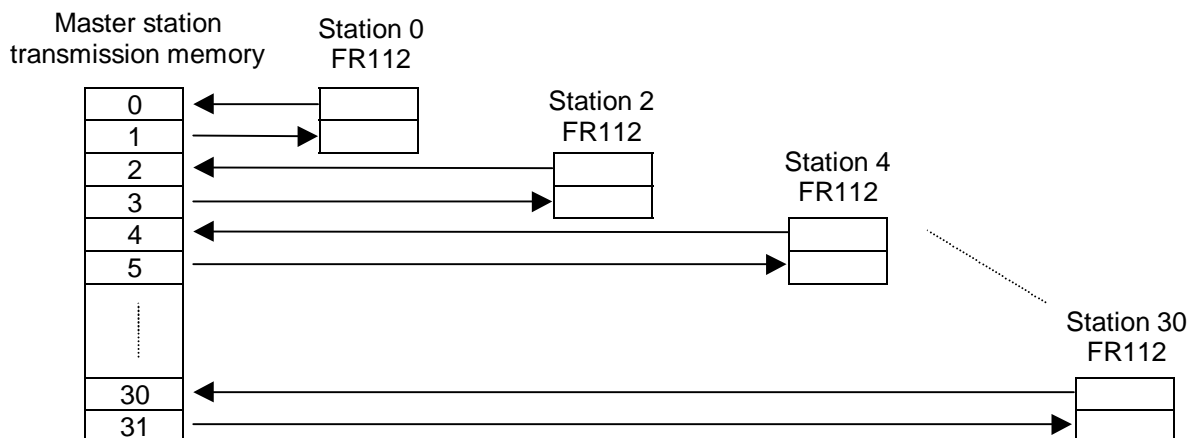 Master station
transmission memory
Station 0
FR112
Station 2
FR112
Station 4
FR112
Station 30
FR112
0
1
2
3
4
5
30
31